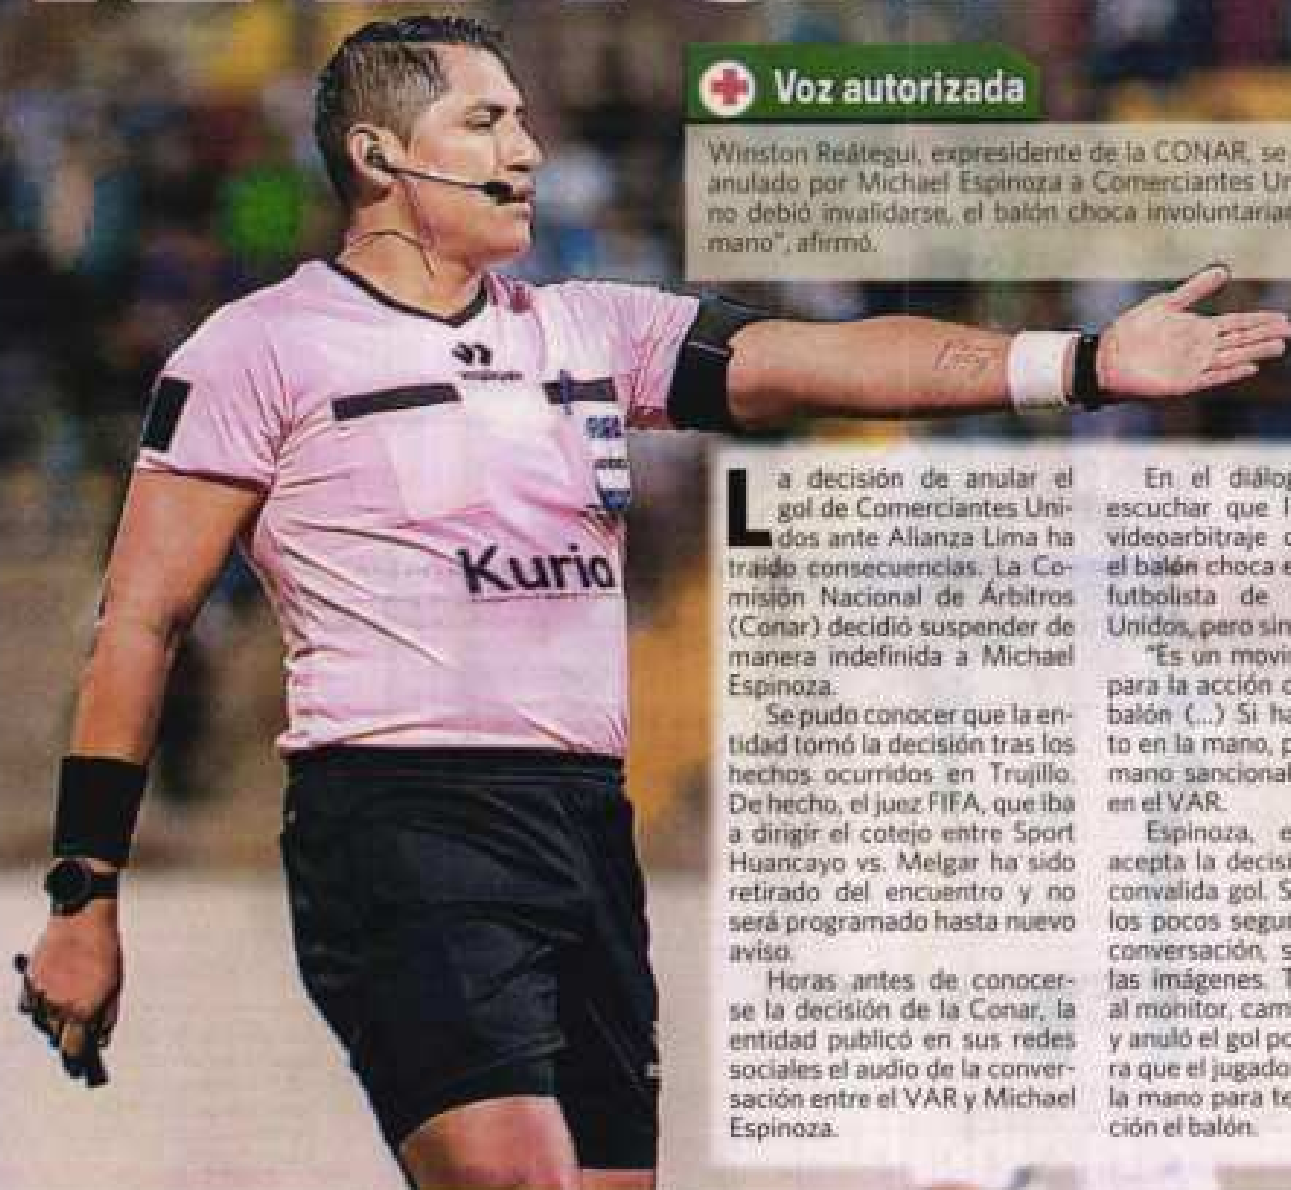 Voz autorizada
Winston Reátegui, expresidente de la CONAR, se
anulado por Michael Espinoza a Comerciantes Un
no debió invalidarse, el balón choca involuntariam
mano", afirmó.
Kuria
La decisión de anular el
gol de Comerciantes Uni-
dos ante Alianza Lima ha
traído consecuencias. La Co-
misión Nacional de Árbitros
(Conar) decidió suspender de
manera indefinida a Michael
Espinoza.
Se pudo conocer que la en-
tidad tomó la decisión tras los
hechos ocurridos en Trujillo.
De hecho, el juez FIFA, que iba
a dirigir el cotejo entre Sport
Huancayo vs. Melgar ha sido
retirado del encuentro y no
será programado hasta nuevo
aviso.
Horas antes de conocer-
se la decisión de la Conar, la
entidad publicó en sus redes
sociales el audio de la conver-
sación entre el VAR y Michael
Espinoza.
En el diálog
escuchar que l
videoarbitraje
el balón choca e
futbolista de
Unidos, pero sin
"Es un movi
para la acción
balón (...) Si ha
to en la mano, p
mano sancional
en el VAR.
Espinoza, e
acepta la decisi
convalida gol. S
los pocos segun
conversación, s
las imágenes. T
al monitor, cam
y anuló el gol po
ra que el jugado
la mano para te
ción el balón.